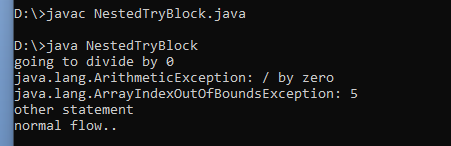 D:\>javac NestedTryBlock.java
D:\>java NestedTryBlock
going to divide by 0
java.lang.ArithmeticException: / by zero
java.lang.ArrayIndexOutOfBoundsException: 5
other statement
normal flow..